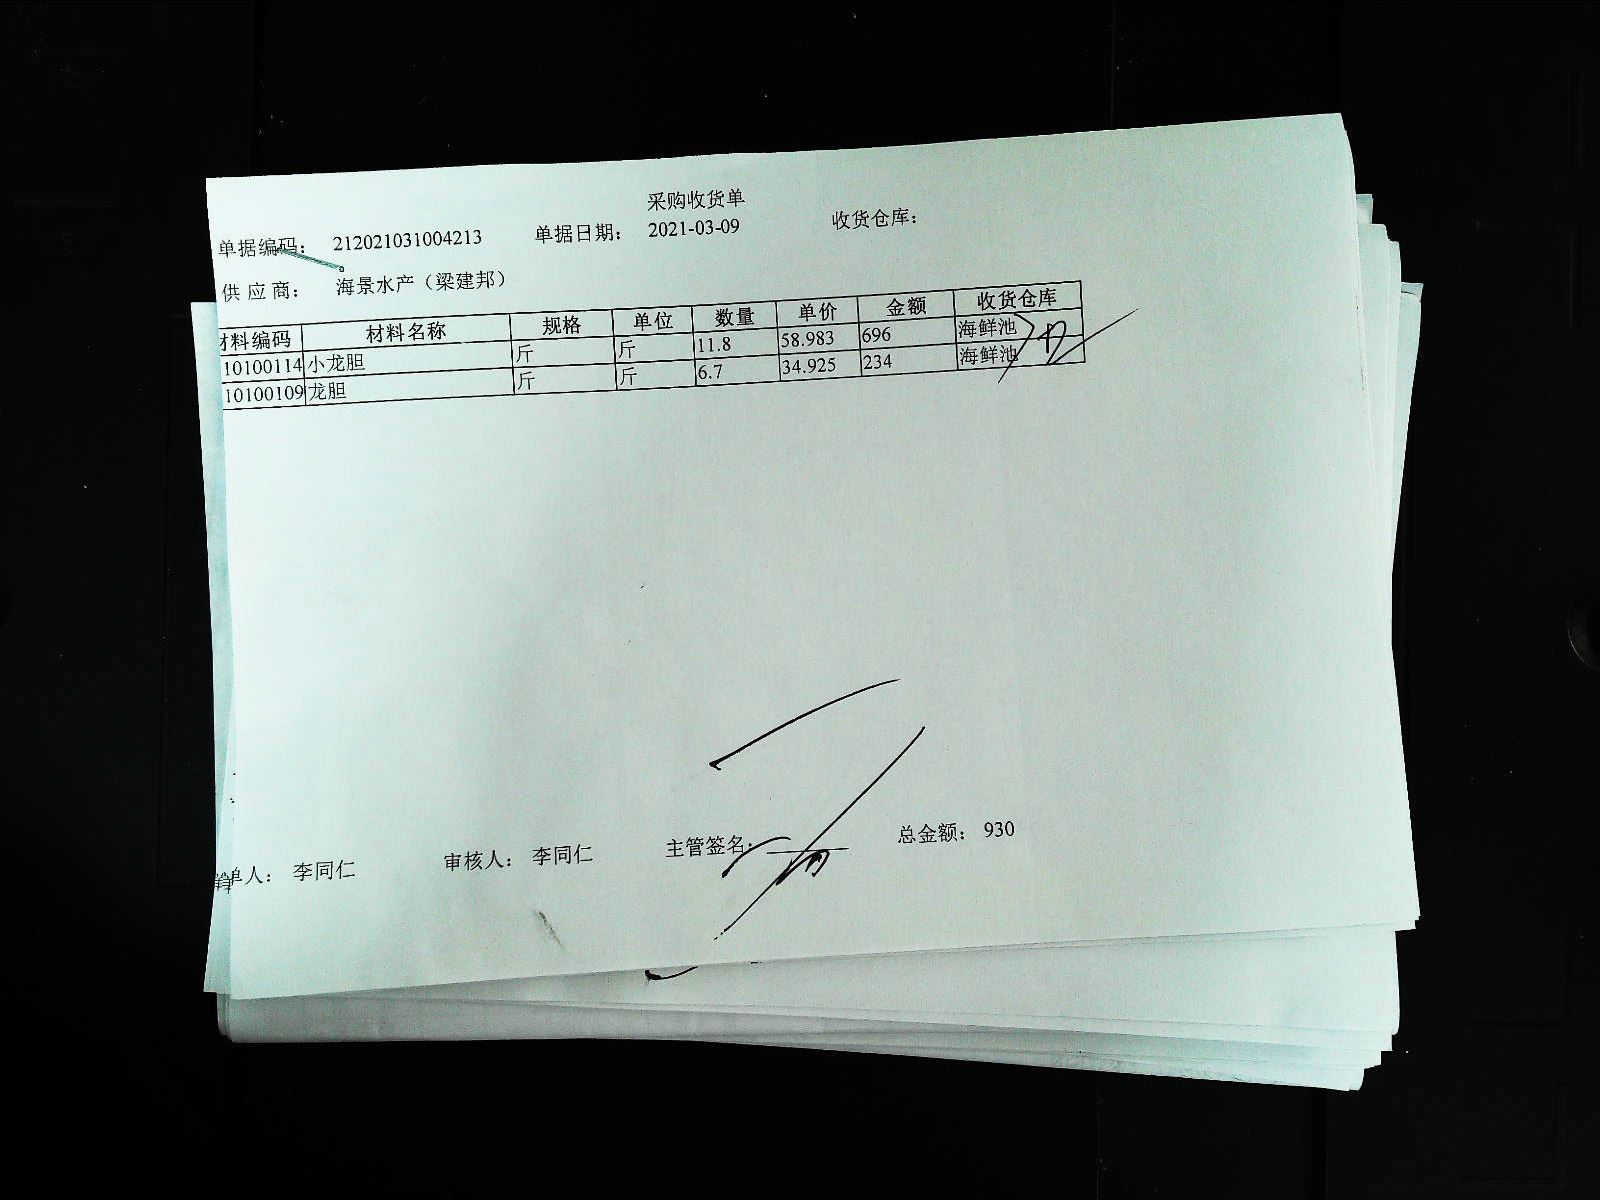 采购收货单
单据编码： 212021031004213 单据日期： 2021-03-09 收货仓库：
供 应 商： 海景水产（梁建邦）
材料编码 材料名称 规格 单位 数量 单价 金额 收货仓库
10100114 小龙胆 斤 斤 11.8 58.983 696 海鲜池
10100109 龙胆 斤 斤 6.7 34.925 234 海鲜池
单人： 李同仁 审核人： 李同仁 主管签名： 总金额： 930